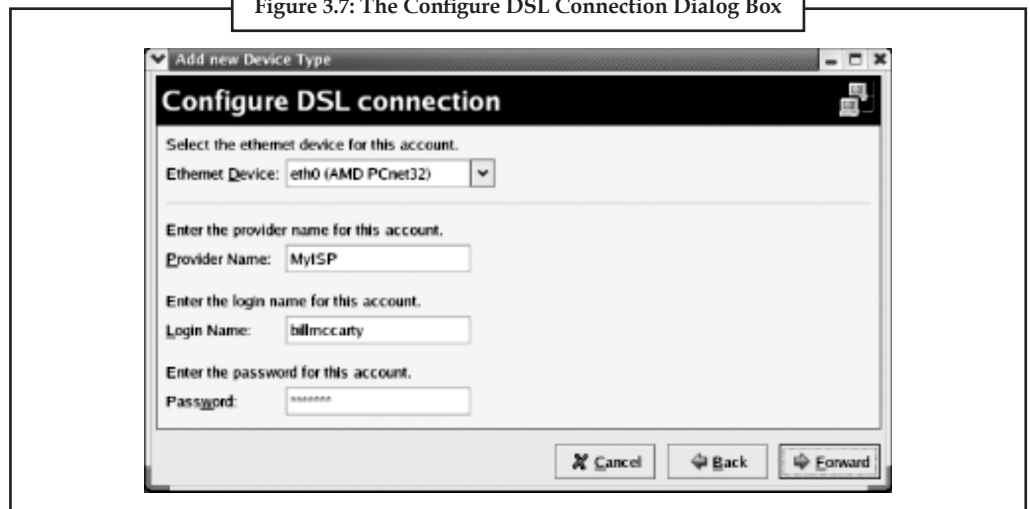 Figure 3.7: The Configure DSL Connection Dialog Box
Add new Device Type
Configure DSL connection
Select the ethernet device for this account.
Ethernet Device: eth0 (AMD PCnet32)
Enter the provider name for this account.
Provider Name: MyISP
Enter the login name for this account.
Login Name: billmccarty
Enter the password for this account.
Password: *******
Cancel Back Forward